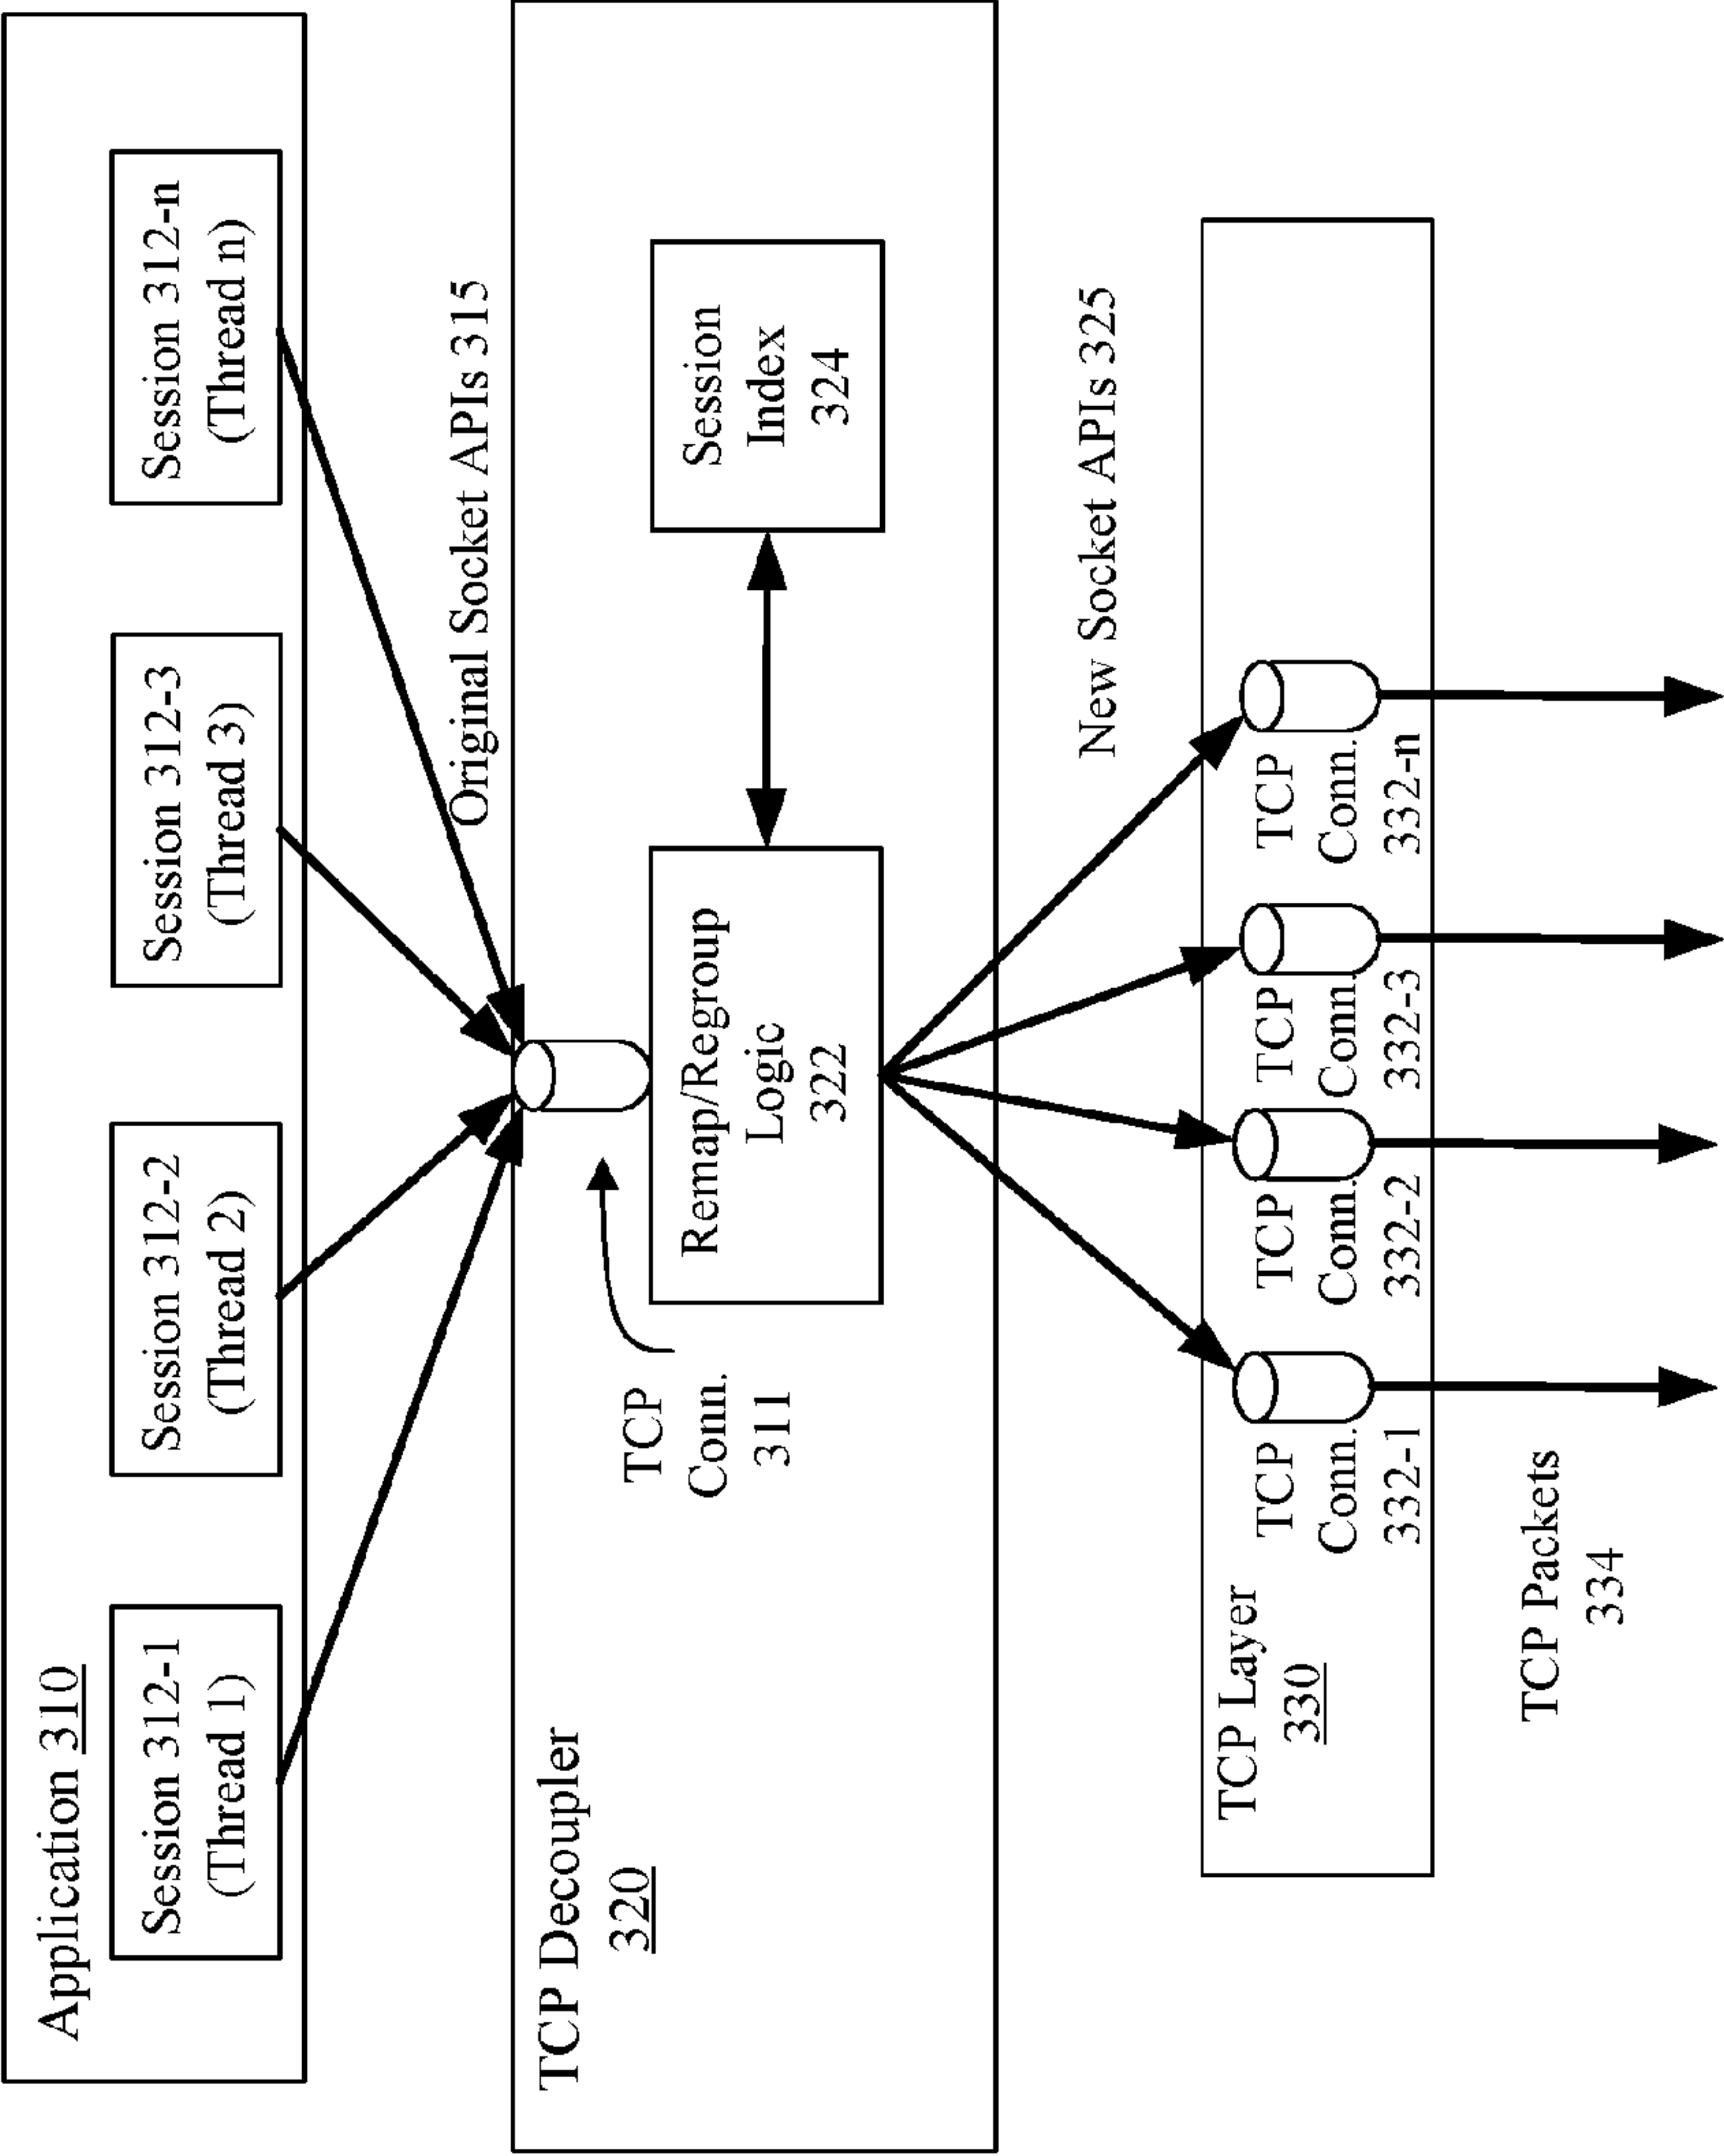 Application 310
Session 312-1
(Thread 1)
Session 312-2
(Thread 2)
Session 312-3
(Thread 3)
Session 312-n
(Thread n)
Original Socket APIs 315
TCP Decoupler
320
TCP
Conn.
311
Remap/Regroup
Logic
322
Session
Index
324
New Socket APIs 325
TCP Layer
330
TCP
Conn.
332-1
TCP
Conn.
332-2
TCP
Conn.
332-3
TCP
Conn.
332-n
TCP Packets
334